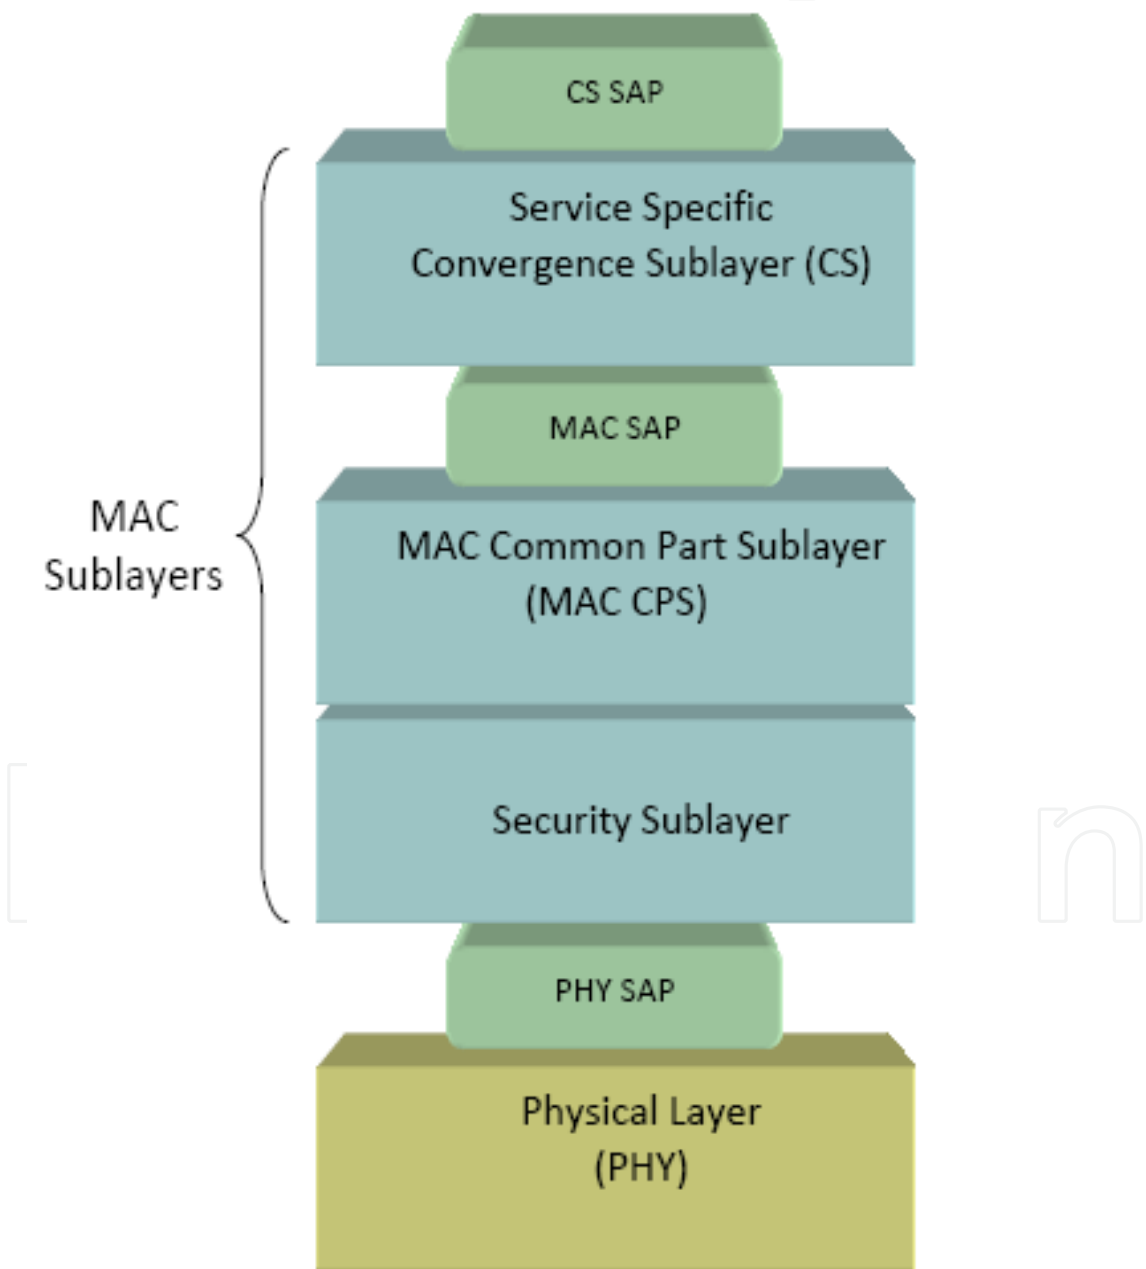 CS SAP
Service Specific
Convergence Sublayer (CS)
MAC SAP
MAC
Sublayers
MAC Common Part Sublayer
(MAC CPS)
Security Sublayer
PHY SAP
Physical Layer
(PHY)
n